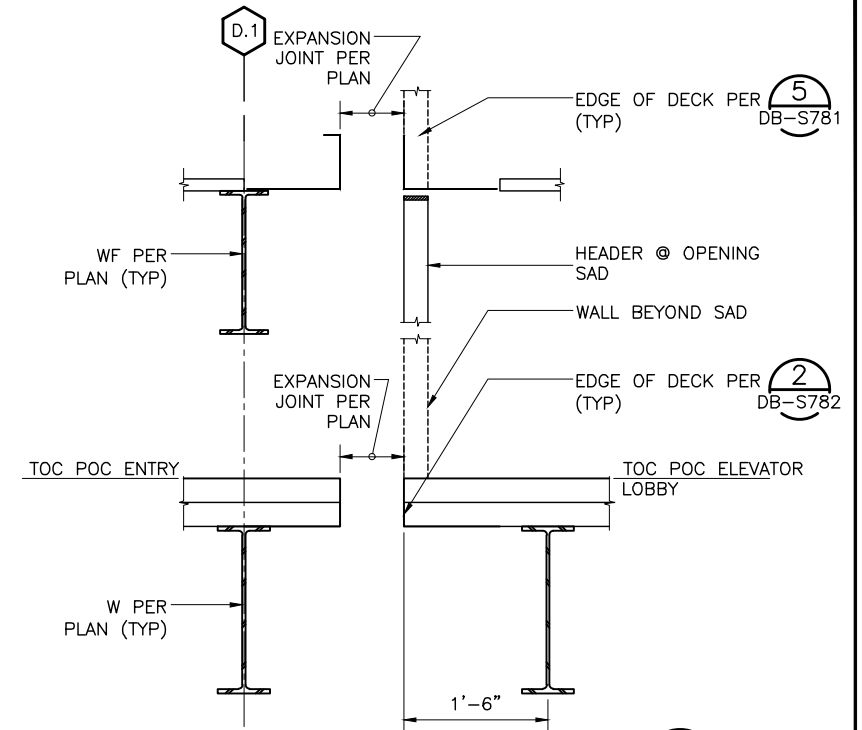 D.1
EXPANSION
JOINT PER
PLAN
EDGE OF DECK PER
(TYP)
5
DB-S781
WF PER
PLAN (TYP)
HEADER @ OPENING
SAD
WALL BEYOND SAD
EXPANSION
JOINT PER
PLAN
EDGE OF DECK PER
(TYP)
2
DB-S782
TOC POC ENTRY
TOC POC ELEVATOR
LOBBY
W PER
PLAN (TYP)
1'-6"